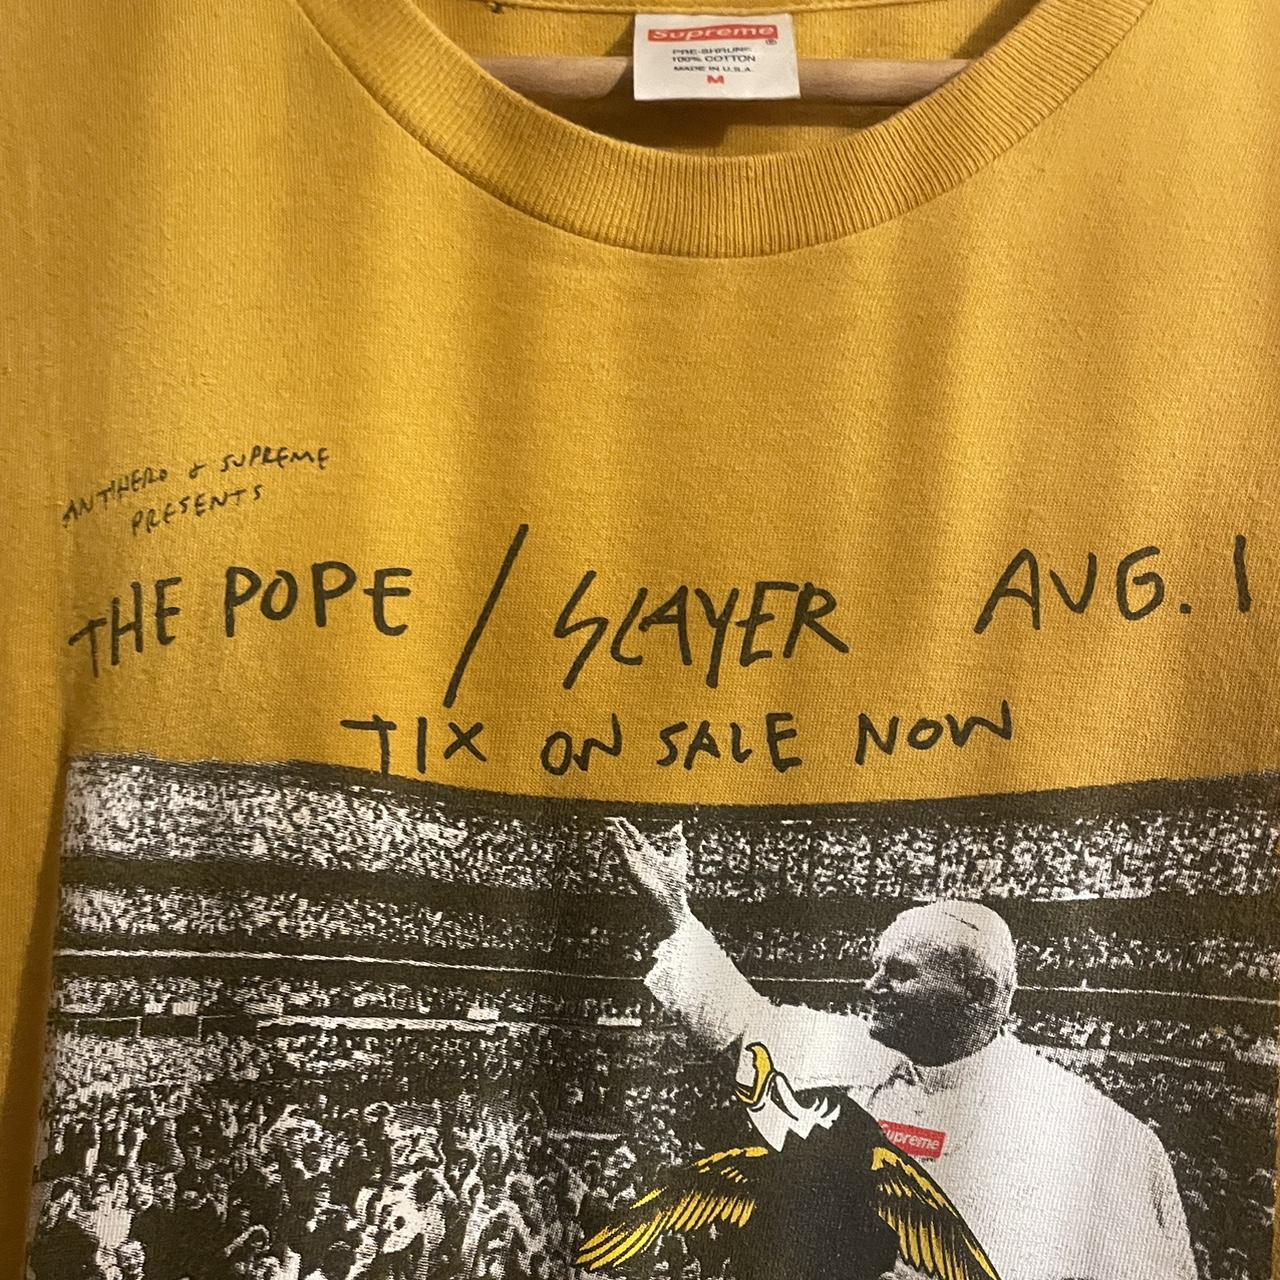 Supreme
PRE-SHRUNK
100% COTTON
MADE IN U.S.A.
M
ANTIHERO & SUPREME
PRESENTS
THE POPE / SLAYER AUG. 1
TIX ON SALE NOW
Supreme